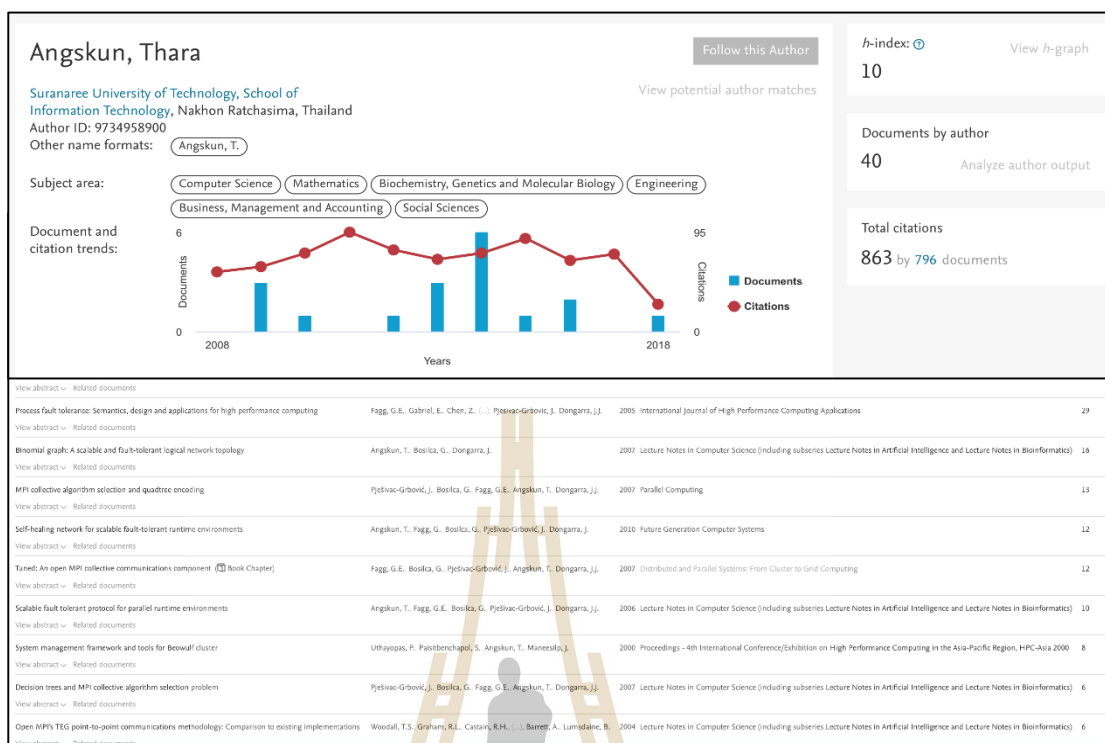 Angskun, Thara
Follow this Author
View potential author matches
Suranaree University of Technology, School of
Information Technology, Nakhon Ratchasima, Thailand
Author ID: 9734958900
Other name formats: Angskun, T.
Subject area: Computer Science Mathematics Biochemistry, Genetics and Molecular Biology Engineering
Business, Management and Accounting Social Sciences
Document and
citation trends:
6 95
Documents
Citations
Documents
Citations
0 0
2008 2018
Years
h-index: ? View h-graph
10
Documents by author
40 Analyze author output
Total citations
863 by 796 documents
View abstract Related documents
Process fault tolerance: Semantics, design and applications for high performance computing Fagg, G.E. Gabriel, E. Chen, Z. (...), Pjesivac-Grbovic, J. Dongarra, J.J. 2005 International Journal of High Performance Computing Applications 29
View abstract Related documents
Binomial graph: A scalable and fault-tolerant logical network topology Angskun, T. Bosilca, G. Dongarra, J. 2007 Lecture Notes in Computer Science (including subseries Lecture Notes in Artificial Intelligence and Lecture Notes in Bioinformatics) 16
View abstract Related documents
MPI collective algorithm selection and quadtree encoding Pješivac-Grbović, J. Bosilca, G. Fagg, G.E. Angskun, T. Dongarra, J.J. 2007 Parallel Computing 13
View abstract Related documents
Self-healing network for scalable fault-tolerant runtime environments Angskun, T. Fagg, G. Bosilca, G. Pješivac-Grbović, J. Dongarra, J. 2010 Future Generation Computer Systems 12
View abstract Related documents
Tuned: An open MPI collective communications component (Book Chapter) Fagg, G.E. Bosilca, G. Pješivac-Grbović, J. Angskun, T. Dongarra, J.J. 2007 Distributed and Parallel Systems: From Cluster to Grid Computing 12
View abstract Related documents
Scalable fault tolerant protocol for parallel runtime environments Angskun, T. Fagg, G.E. Bosilca, G. Pješivac-Grbović, J. Dongarra, J.J. 2006 Lecture Notes in Computer Science (including subseries Lecture Notes in Artificial Intelligence and Lecture Notes in Bioinformatics) 10
View abstract Related documents
System management framework and tools for Beowulf cluster Uthayopas, P. Paisitbenchapol, S. Angskun, T. Maneesilp, J. 2000 Proceedings - 4th International Conference/Exhibition on High Performance Computing in the Asia-Pacific Region, HPC-Asia 2000 8
View abstract Related documents
Decision trees and MPI collective algorithm selection problem Pješivac-Grbović, J. Bosilca, G. Fagg, G.E. Angskun, T. Dongarra, J.J. 2007 Lecture Notes in Computer Science (including subseries Lecture Notes in Artificial Intelligence and Lecture Notes in Bioinformatics) 6
View abstract Related documents
Open MPI's TEG point-to-point communications methodology: Comparison to existing implementations Woodall, T.S. Graham, R.L. Castain, R.H. (...), Barrett, A. Lumsdaine, B. 2004 Lecture Notes in Computer Science (including subseries Lecture Notes in Artificial Intelligence and Lecture Notes in Bioinformatics) 6